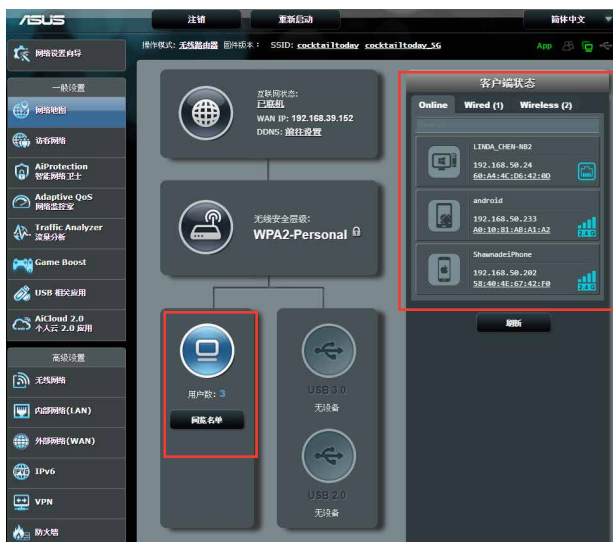 ASUS
注销
重新启动
简体中文
操作模式: 无线路由器 固件版本: SSID: cocktailtoday cocktailtoday_5G
App
网络设置向导
一般设置
网络地图
访客网络
AiProtection
智能网络卫士
Adaptive QoS
网络监控家
Traffic Analyzer
流量分析
Game Boost
USB 相关应用
AiCloud 2.0
个人云 2.0 应用
高级设置
无线网络
内部网络(LAN)
外部网络(WAN)
IPv6
VPN
防火墙
互联网状态:
已联机
WAN IP: 192.168.39.152
DDNS: 前往设置
无线安全层级:
WPA2-Personal
用户数: 3
阅览名单
USB 3.0
无设备
USB 2.0
无设备
客户端状态
Online Wired (1) Wireless (2)
LINDA_CHEN-NB2
192.168.50.24
60:A4:4C:D6:42:0D
android
192.168.50.233
A0:10:81:A8:A1:A2
2.4G
ShawnadeiPhone
192.168.50.202
58:40:4E:67:42:F0
2.4G
刷新